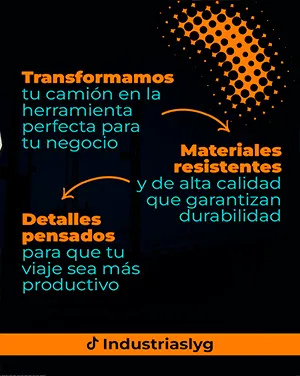 Transformamos
tu camión en la
herramienta
perfecta para
tu negocio
Materiales
resistentes
y de alta calidad
que garantizan
durabilidad
Detalles
pensados
para que tu
viaje sea más
productivo
Industriaslyg